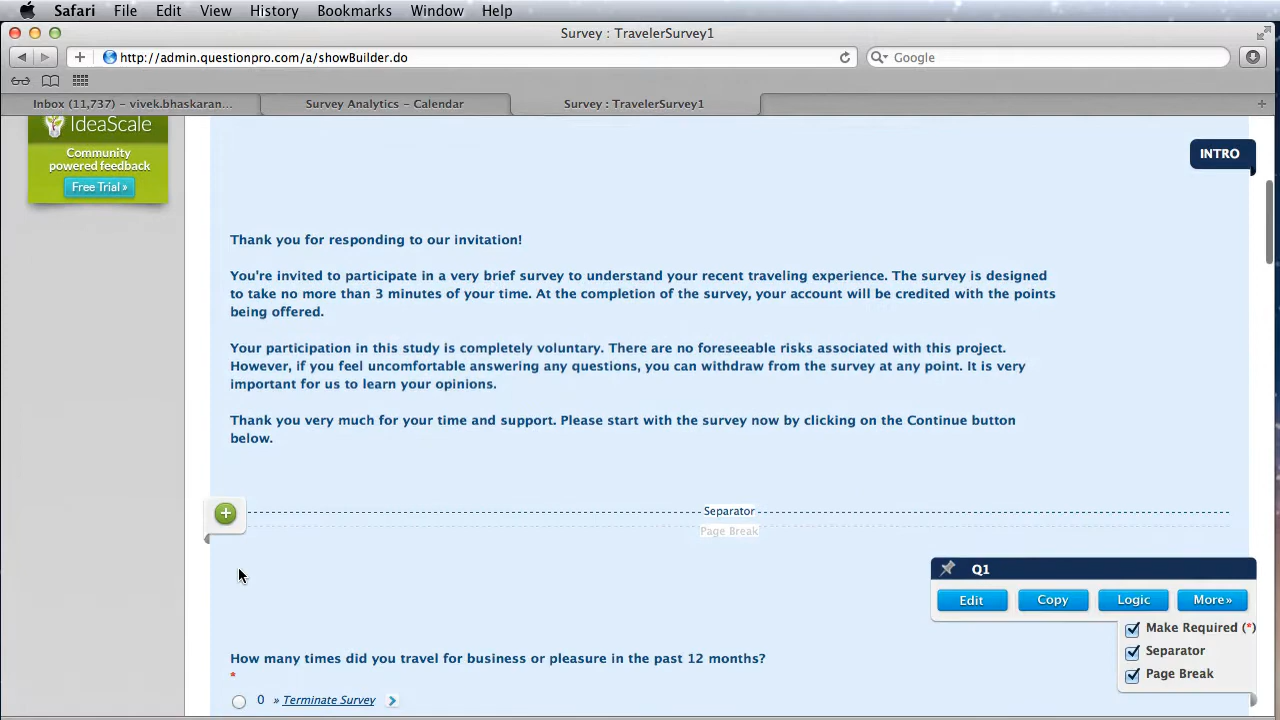 Safari File Edit View History Bookmarks Window Help
Survey : TravelerSurvey1
http://admin.questionpro.com/a/showBuilder.do
Google
Inbox (11,737) – vivek.bhaskaran...
Survey Analytics – Calendar
Survey : TravelerSurvey1
IdeaScale
Community
powered feedback
Free Trial »
INTRO
Thank you for responding to our invitation!
You're invited to participate in a very brief survey to understand your recent traveling experience. The survey is designed
to take no more than 3 minutes of your time. At the completion of the survey, your account will be credited with the points
being offered.
Your participation in this study is completely voluntary. There are no foreseeable risks associated with this project.
However, if you feel uncomfortable answering any questions, you can withdraw from the survey at any point. It is very
important for us to learn your opinions.
Thank you very much for your time and support. Please start with the survey now by clicking on the Continue button
below.
Separator
Page Break
Q1
Edit Copy Logic More»
Make Required (*)
Separator
Page Break
How many times did you travel for business or pleasure in the past 12 months?
*
0 » Terminate Survey